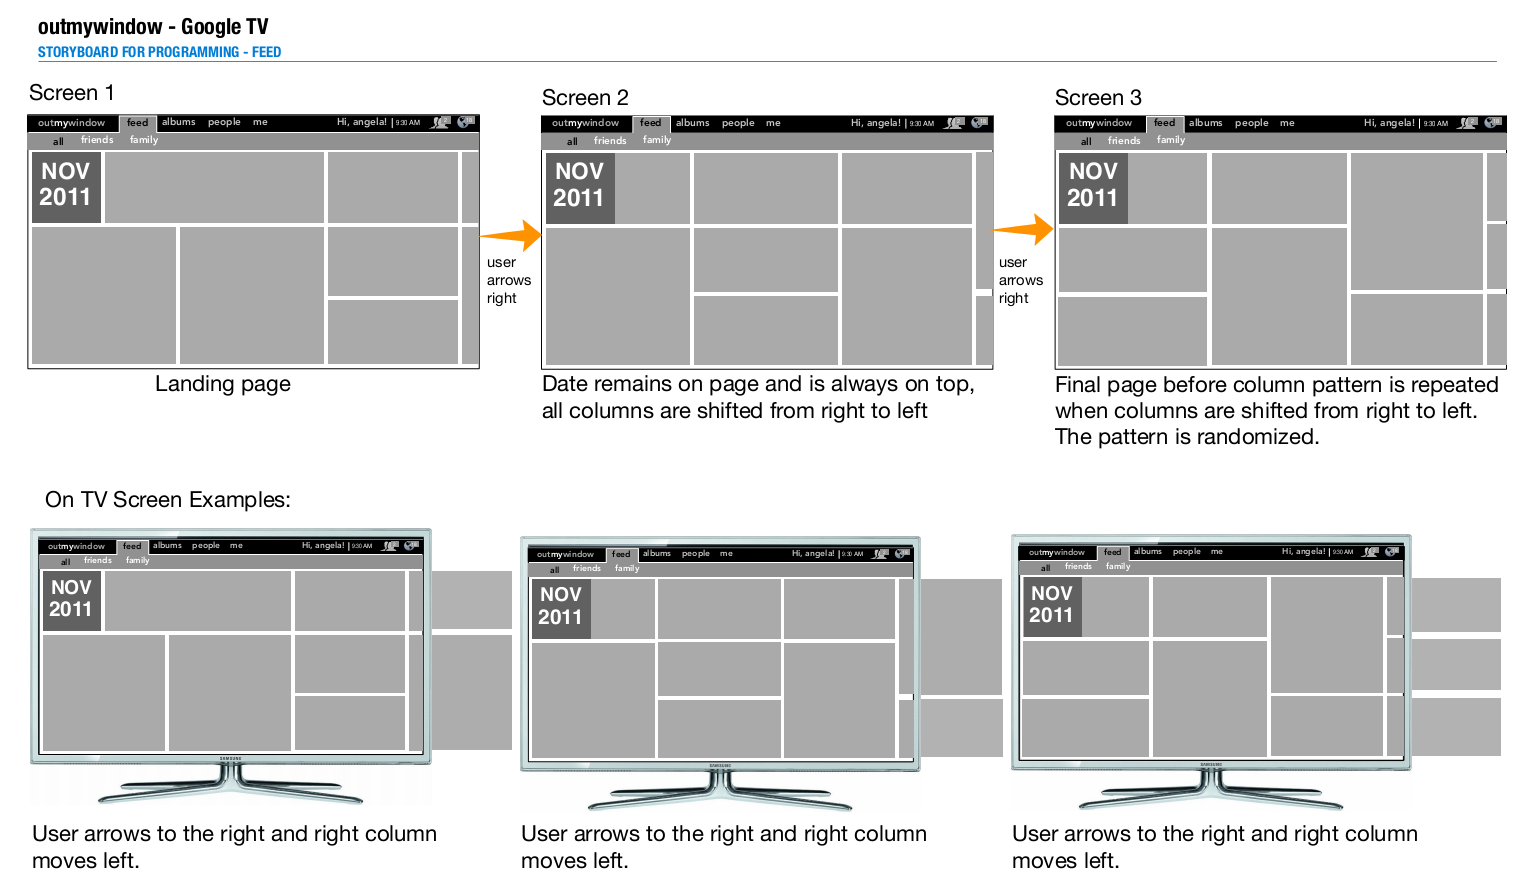 outmywindow - Google TV
STORYBOARD FOR PROGRAMMING - FEED
Screen 1
outmywindow feed albums people me Hi, angela! | 9:30 AM
all friends family
NOV
2011
Landing page
user
arrows
right
Screen 2
outmywindow feed albums people me Hi, angela! | 9:30 AM
all friends family
NOV
2011
Date remains on page and is always on top,
all columns are shifted from right to left
user
arrows
right
Screen 3
outmywindow feed albums people me Hi, angela! | 9:30 AM
all friends family
NOV
2011
Final page before column pattern is repeated
when columns are shifted from right to left.
The pattern is randomized.
On TV Screen Examples:
outmywindow feed albums people me Hi, angela! | 9:30 AM
all friends family
NOV
2011
SAMSUNG
User arrows to the right and right column
moves left.
outmywindow feed albums people me Hi, angela! | 9:30 AM
all friends family
NOV
2011
SAMSUNG
User arrows to the right and right column
moves left.
outmywindow feed albums people me Hi, angela! | 9:30 AM
all friends family
NOV
2011
SAMSUNG
User arrows to the right and right column
moves left.